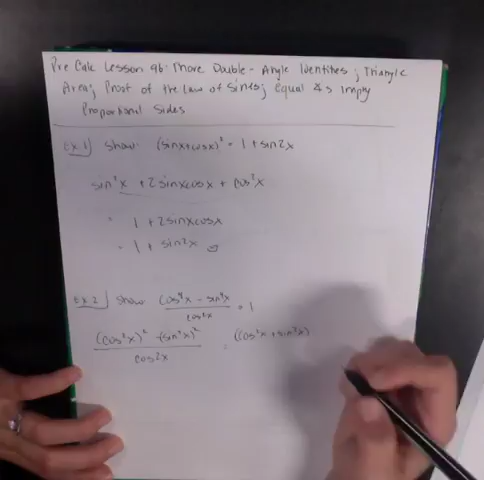 Pre Calc Lesson 96: More Double-Angle Identities; Triangle
Area; Proof of the Law of Sines; Equal ∡s Imply
Proportional Sides
Ex. 1) Show: (sinx+cosx)² = 1 + sin2x
sin²x + 2sinxcosx + cos²x
= 1 + 2sinxcosx
= 1 + sin2x
Ex. 2) Show cos⁴x - sin⁴x / cos2x = 1
(cos²x)² - (sin²x)² / cos2x = ((cos²x + sin²x)